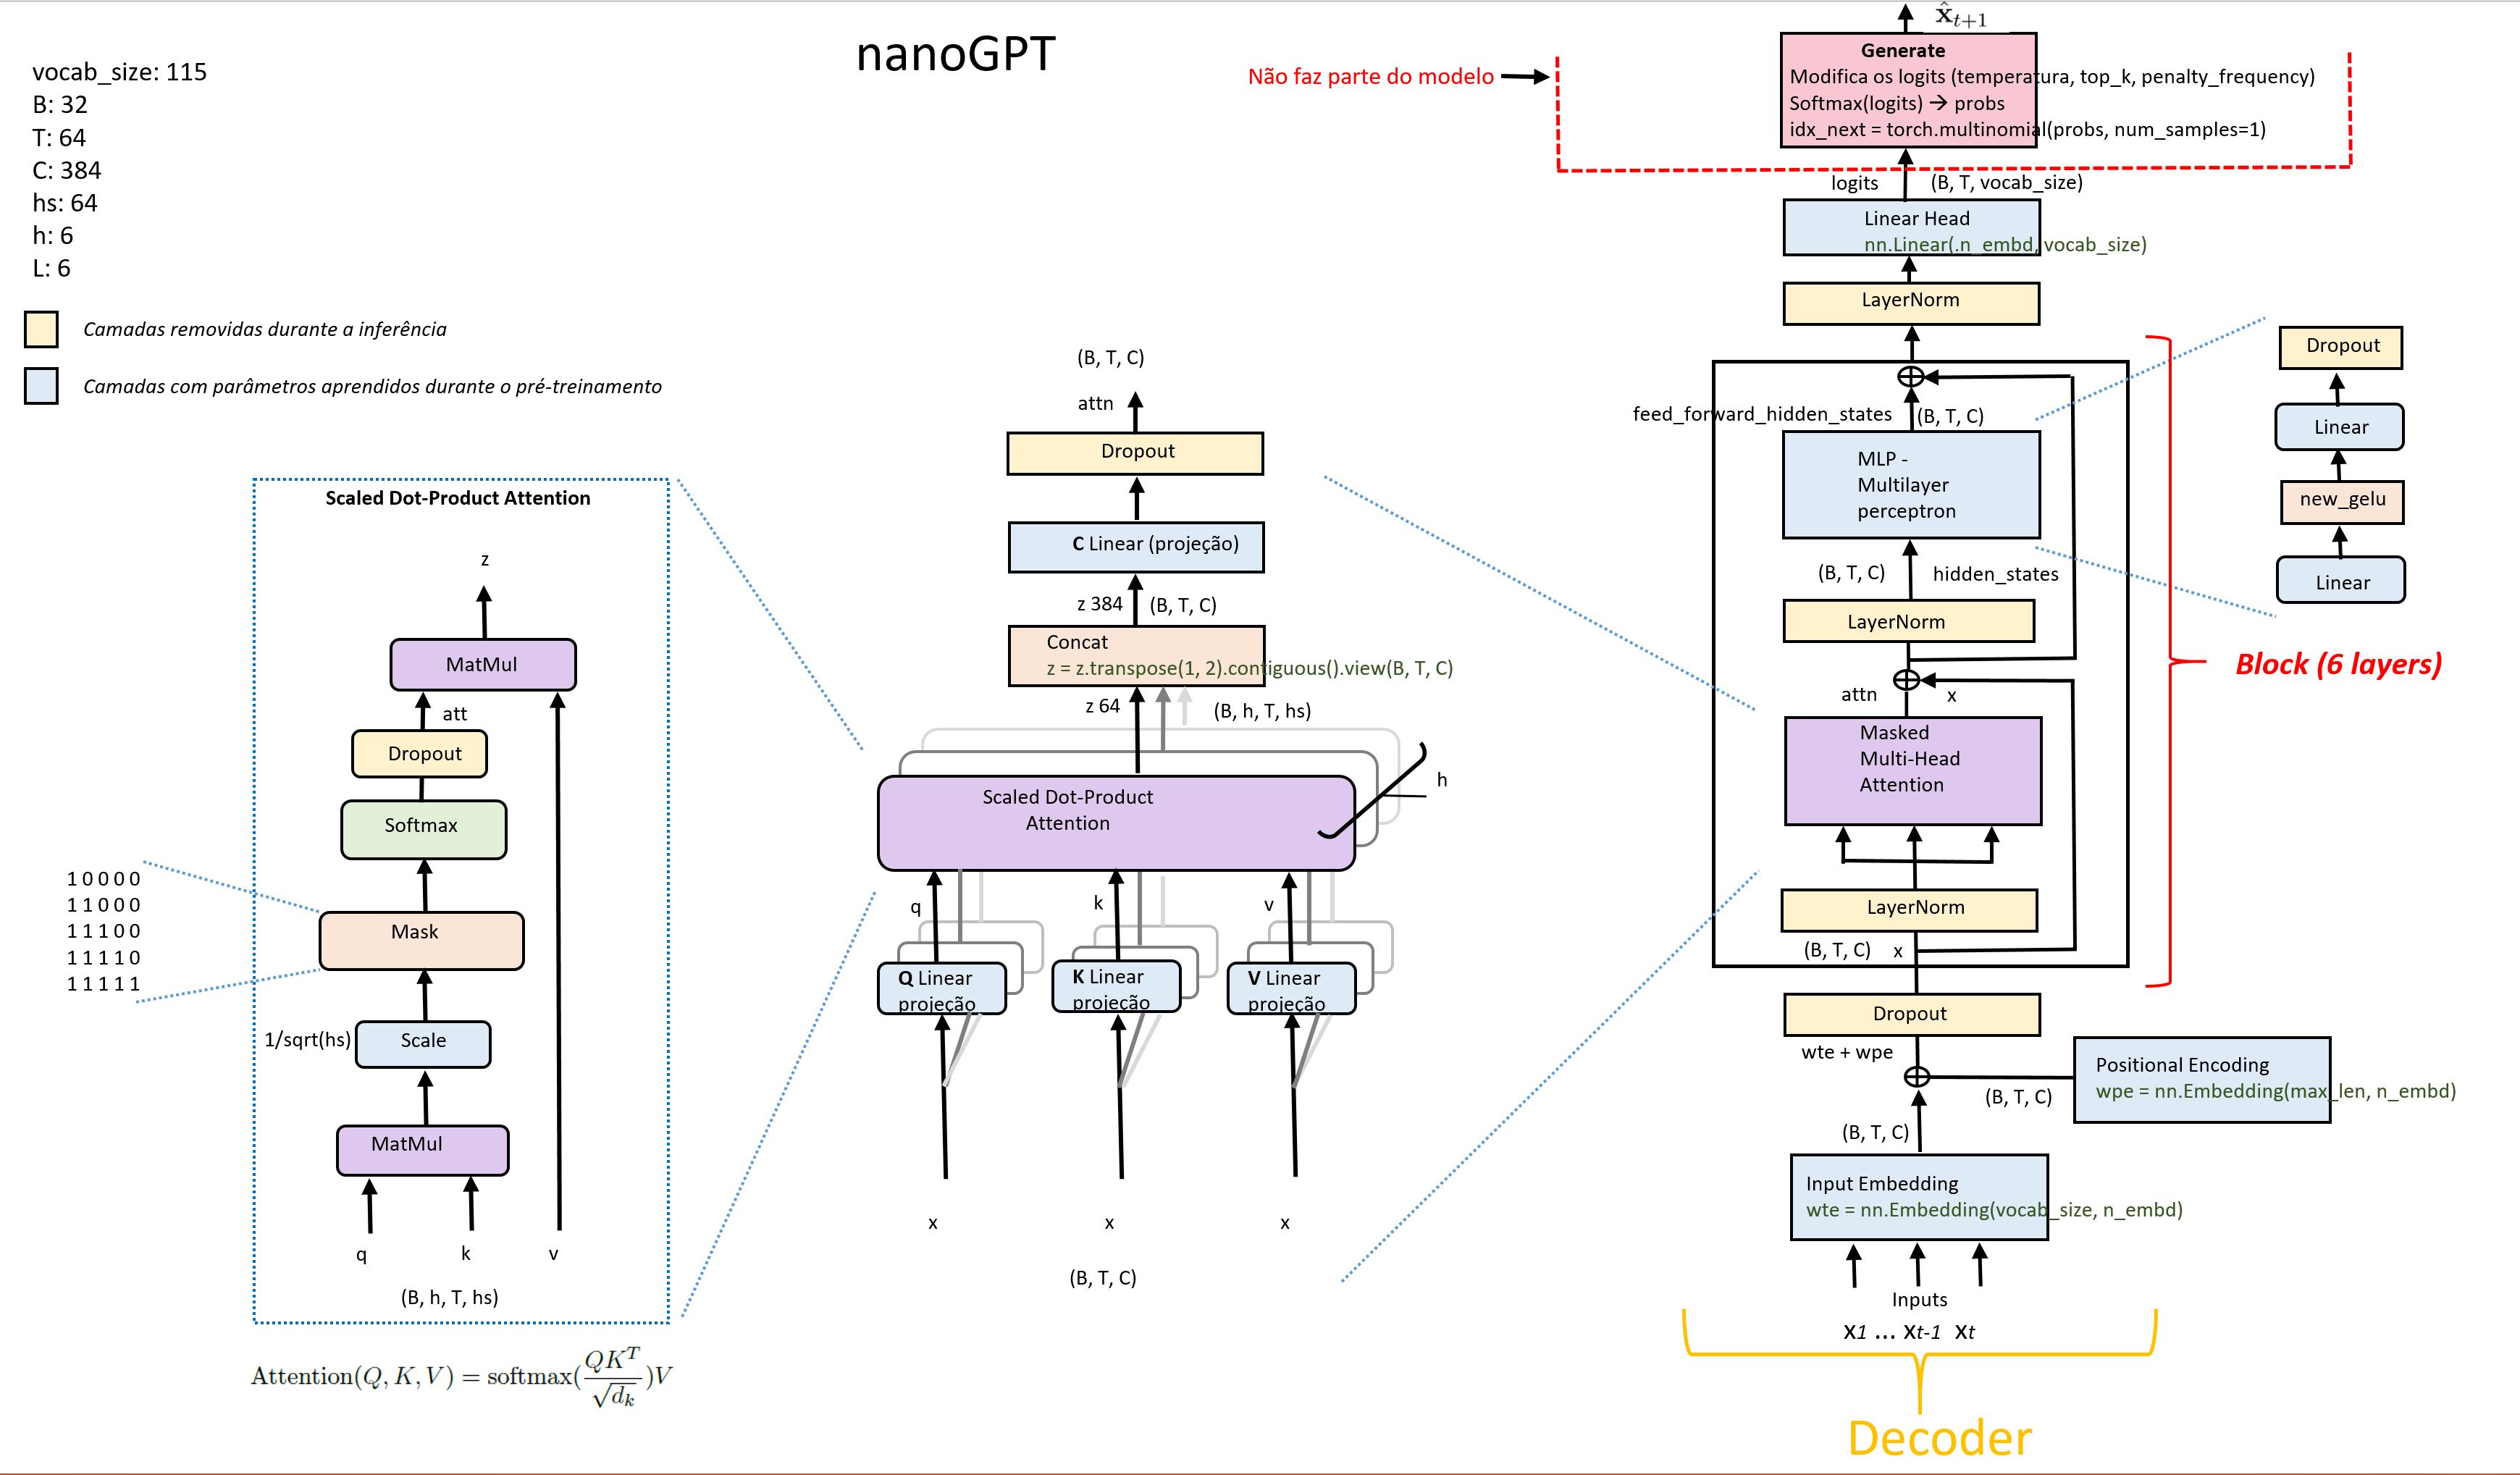 nanoGPT
vocab_size: 115
B: 32
T: 64
C: 384
hs: 64
h: 6
L: 6
Camadas removidas durante a inferência
Camadas com parâmetros aprendidos durante o pré-treinamento
Scaled Dot-Product Attention
z
MatMul
att
Dropout
Softmax
1 0 0 0 0
1 1 0 0 0
1 1 1 0 0
1 1 1 1 0
1 1 1 1 1
Mask
1/sqrt(hs)
Scale
MatMul
q k v
(B, h, T, hs)
Attention(Q, K, V) = softmax(QK^T/√d_k)V
(B, T, C)
attn
Dropout
C Linear (projeção)
z 384 (B, T, C)
Concat
z = z.transpose(1, 2).contiguous().view(B, T, C)
z 64 (B, h, T, hs)
Scaled Dot-Product
Attention
h
q k v
Q Linear
projeção
K Linear
projeção
V Linear
projeção
x x x
(B, T, C)
x̂_{t+1}
Não faz parte do modelo
Generate
Modifica os logits (temperatura, top_k, penalty_frequency)
Softmax(logits) → probs
idx_next = torch.multinomial(probs, num_samples=1)
logits (B, T, vocab_size)
Linear Head
nn.Linear(.n_embd, vocab_size)
LayerNorm
feed_forward_hidden_states (B, T, C)
MLP -
Multilayer
perceptron
(B, T, C) hidden_states
LayerNorm
attn x
Masked
Multi-Head
Attention
LayerNorm
(B, T, C) x
Dropout
wte + wpe
Positional Encoding
wpe = nn.Embedding(max_len, n_embd)
(B, T, C)
(B, T, C)
Input Embedding
wte = nn.Embedding(vocab_size, n_embd)
Inputs
x1 ... xt-1 xt
Decoder
Dropout
Linear
new_gelu
Linear
Block (6 layers)